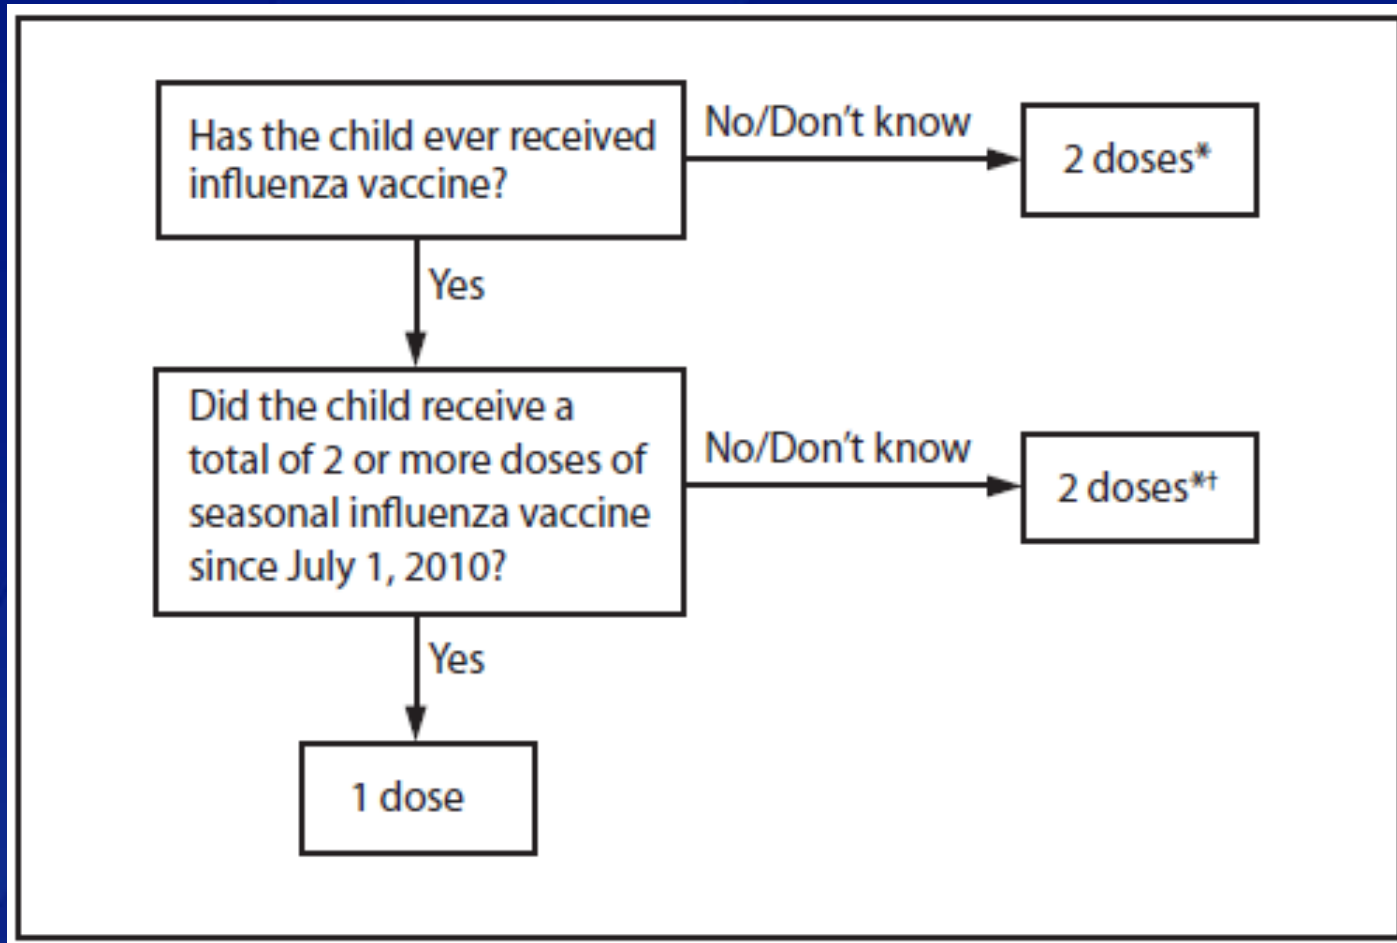 Has the child ever received
influenza vaccine?
No/Don't know
2 doses*
Yes
Did the child receive a
total of 2 or more doses of
seasonal influenza vaccine
since July 1, 2010?
No/Don't know
2 doses*†
Yes
1 dose